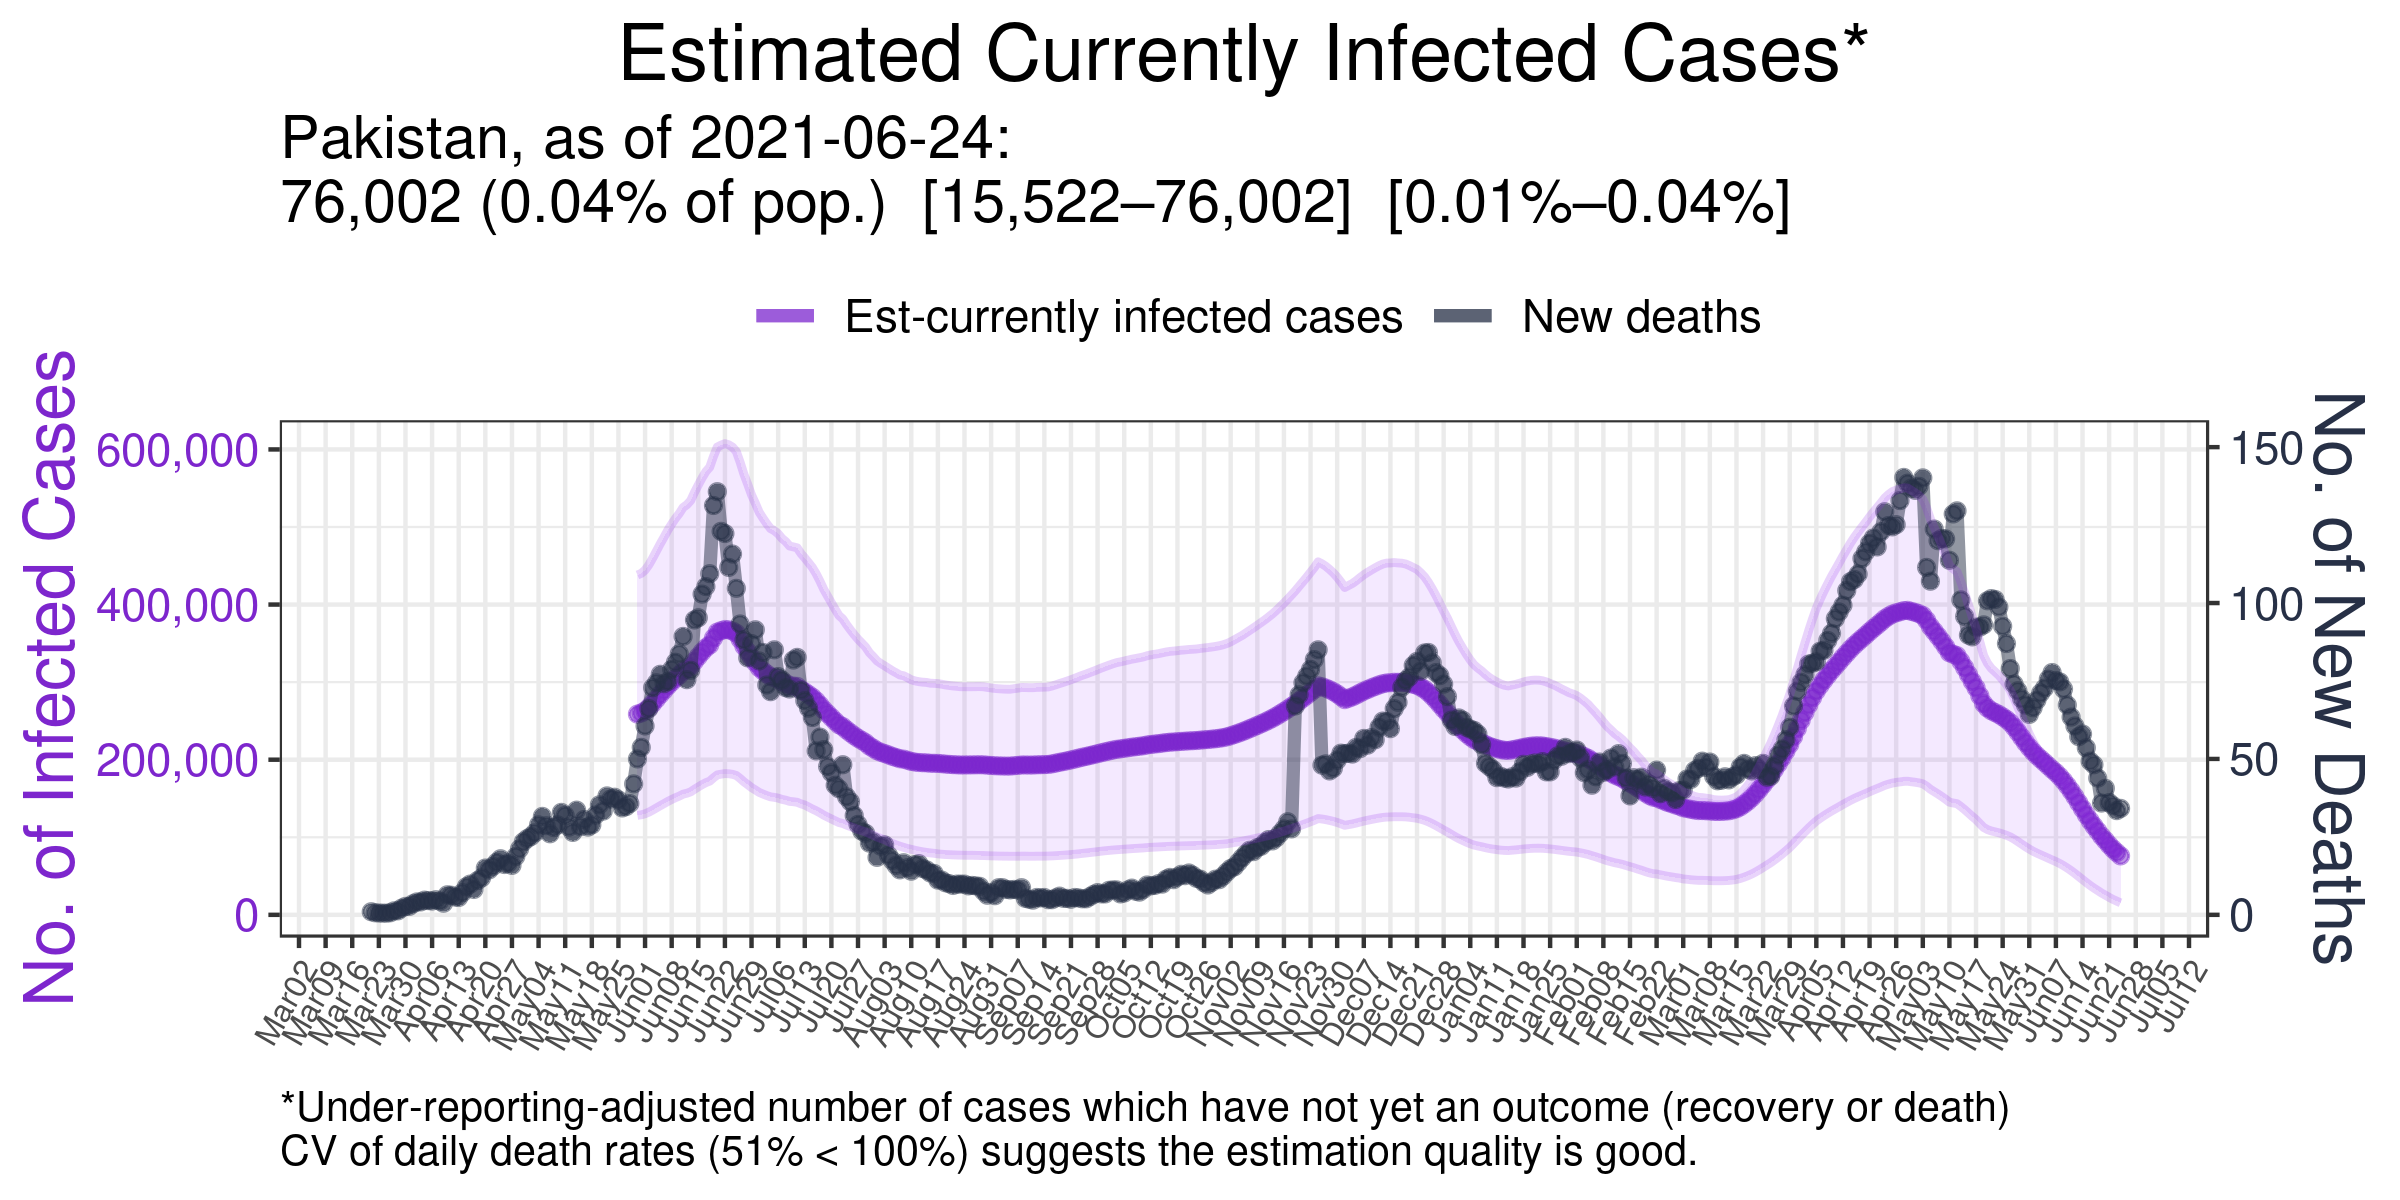 Estimated Currently Infected Cases*
Pakistan, as of 2021-06-24:
76,002 (0.04% of pop.) [15,522–76,002] [0.01%–0.04%]
Est-currently infected cases New deaths
No. of Infected Cases
600,000
400,000
200,000
0
150
100
50
0
No. of New Deaths
Mar02 Mar09 Mar16 Mar23 Mar30 Apr06 Apr13 Apr20 Apr27 May04 May11 May18 May25 Jun01 Jun08 Jun15 Jun22 Jun29 Jul06 Jul13 Jul20 Jul27 Aug03 Aug10 Aug17 Aug24 Aug31 Sep07 Sep14 Sep21 Sep28 Oct05 Oct12 Oct19 Oct26 Nov02 Nov09 Nov16 Nov23 Nov30 Dec07 Dec14 Dec21 Dec28 Jan04 Jan11 Jan18 Jan25 Feb01 Feb08 Feb15 Feb22 Mar01 Mar08 Mar15 Mar22 Mar29 Apr05 Apr12 Apr19 Apr26 May03 May10 May17 May24 May31 Jun07 Jun14 Jun21 Jun28 Jul05 Jul12
*Under-reporting-adjusted number of cases which have not yet an outcome (recovery or death)
CV of daily death rates (51% < 100%) suggests the estimation quality is good.